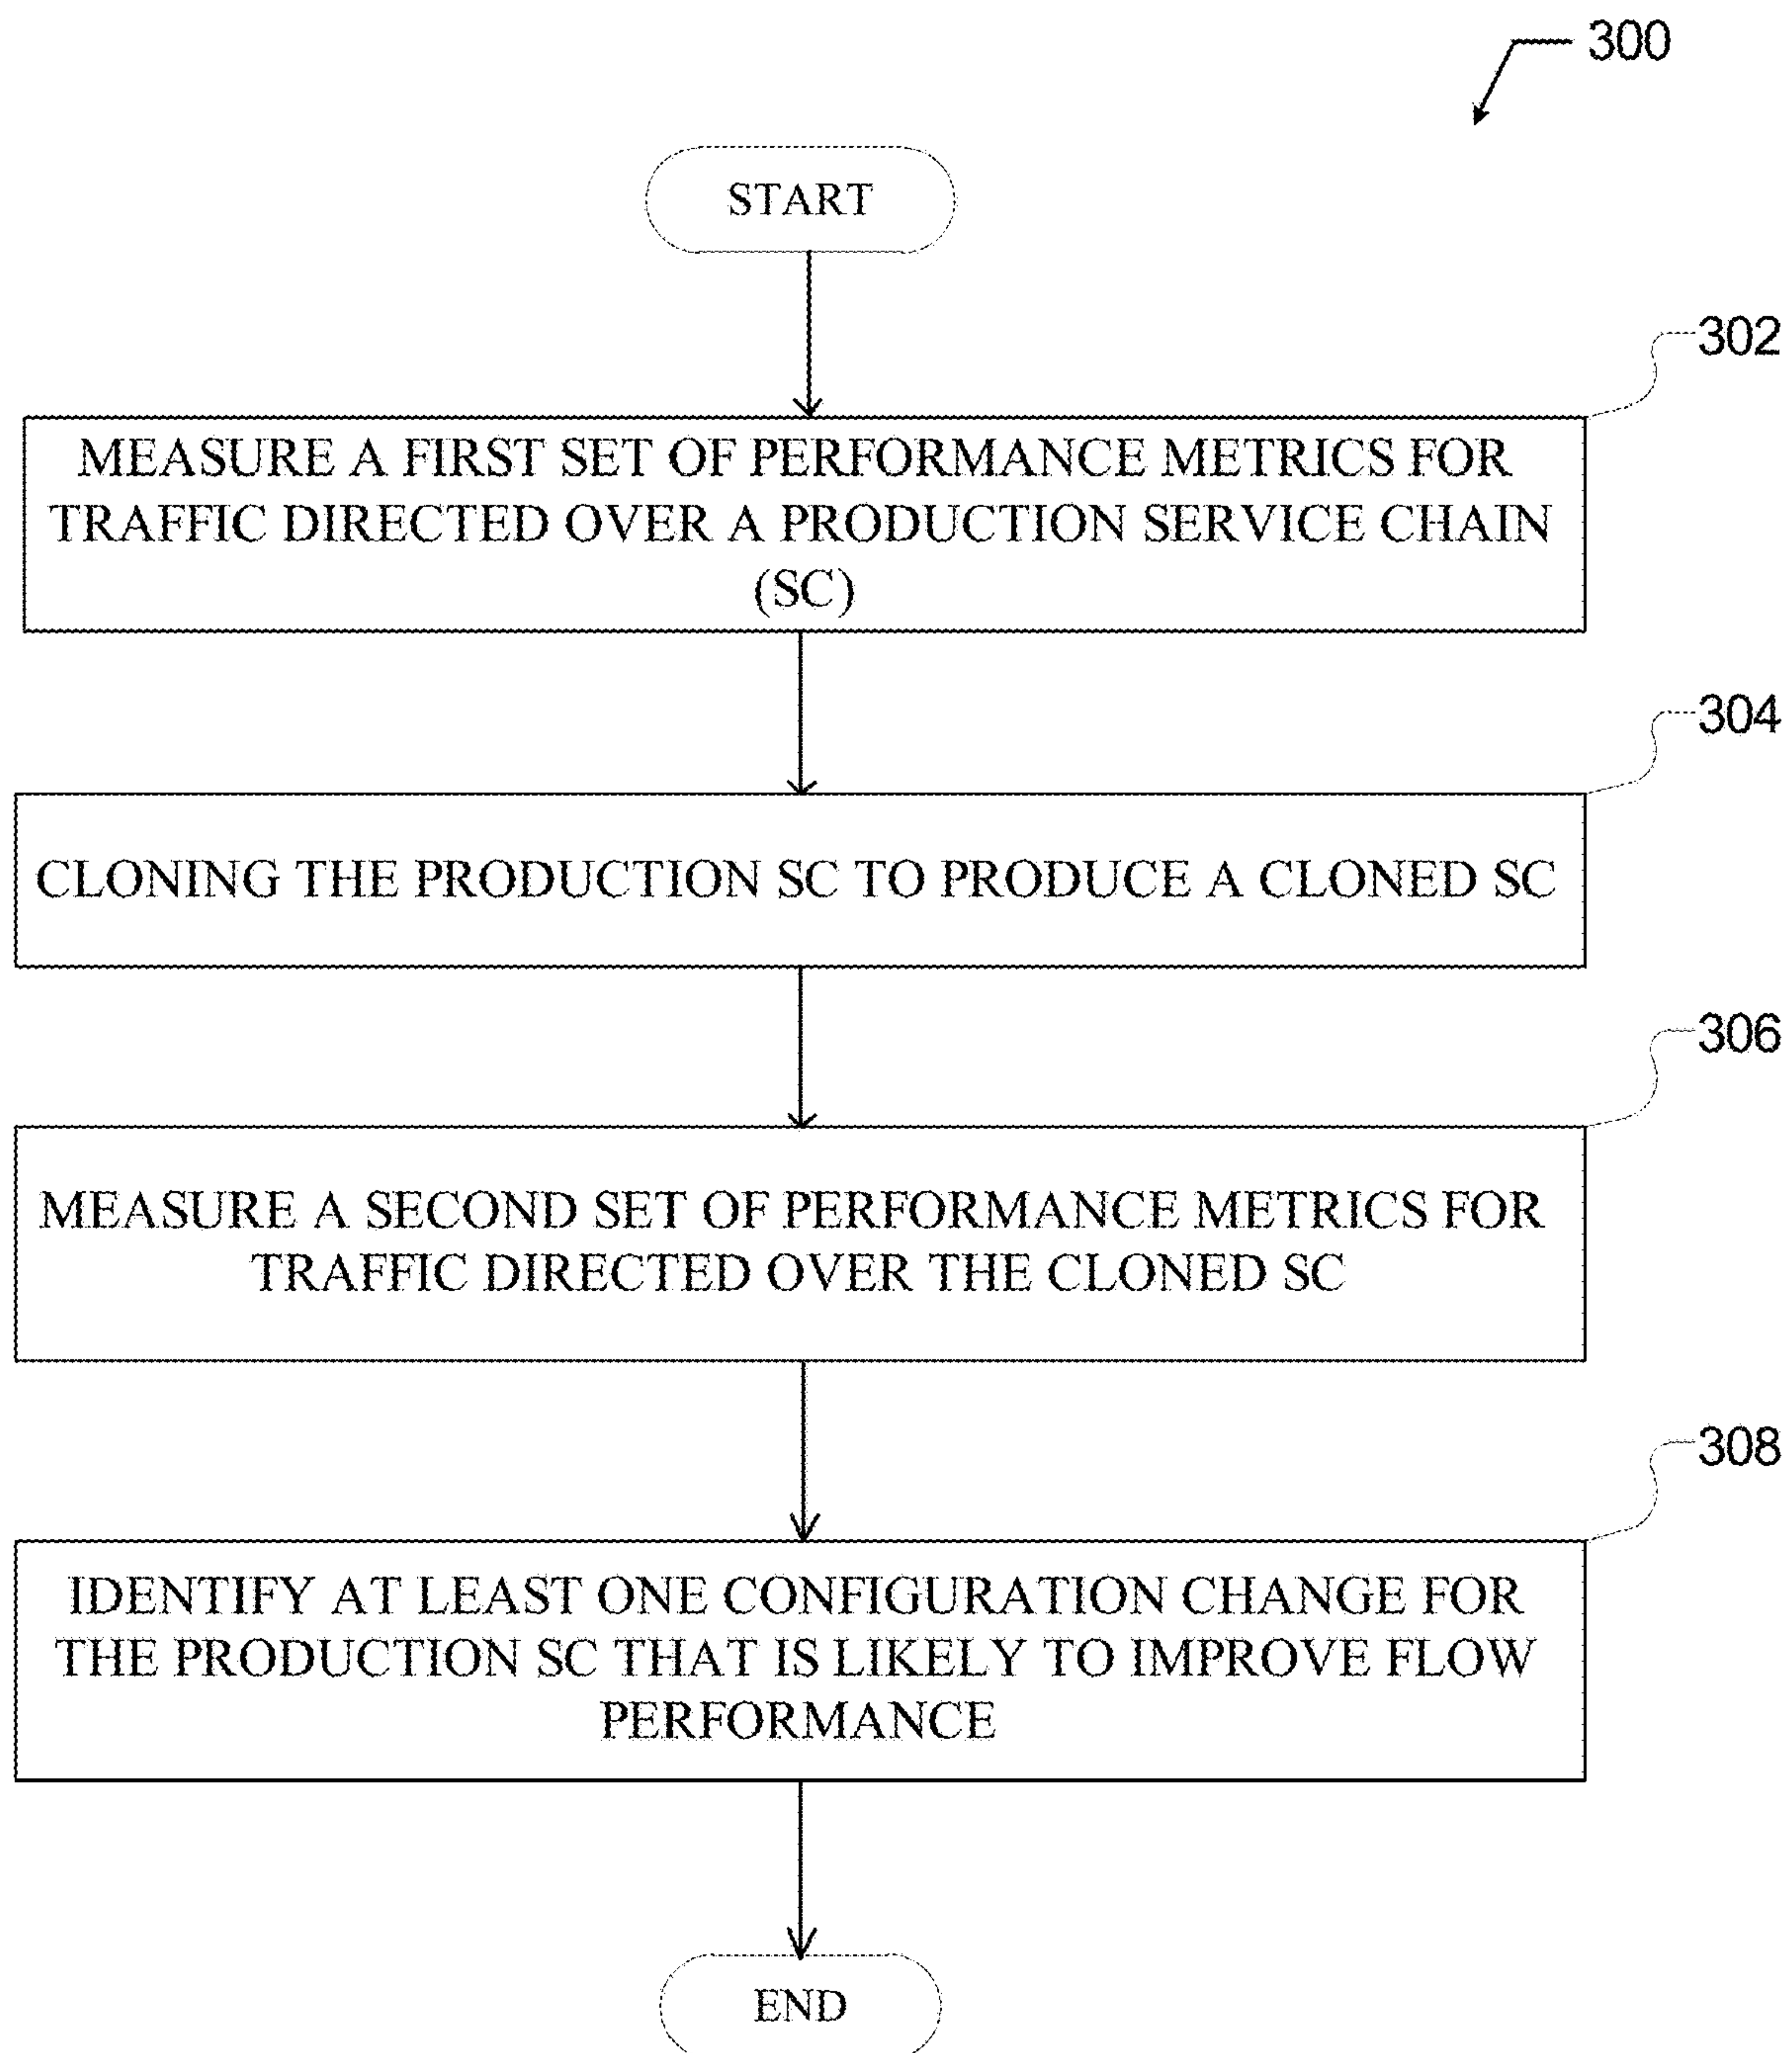 300
START
302
MEASURE A FIRST SET OF PERFORMANCE METRICS FOR
TRAFFIC DIRECTED OVER A PRODUCTION SERVICE CHAIN
(SC)
304
CLONING THE PRODUCTION SC TO PRODUCE A CLONED SC
306
MEASURE A SECOND SET OF PERFORMANCE METRICS FOR
TRAFFIC DIRECTED OVER THE CLONED SC
308
IDENTIFY AT LEAST ONE CONFIGURATION CHANGE FOR
THE PRODUCTION SC THAT IS LIKELY TO IMPROVE FLOW
PERFORMANCE
END